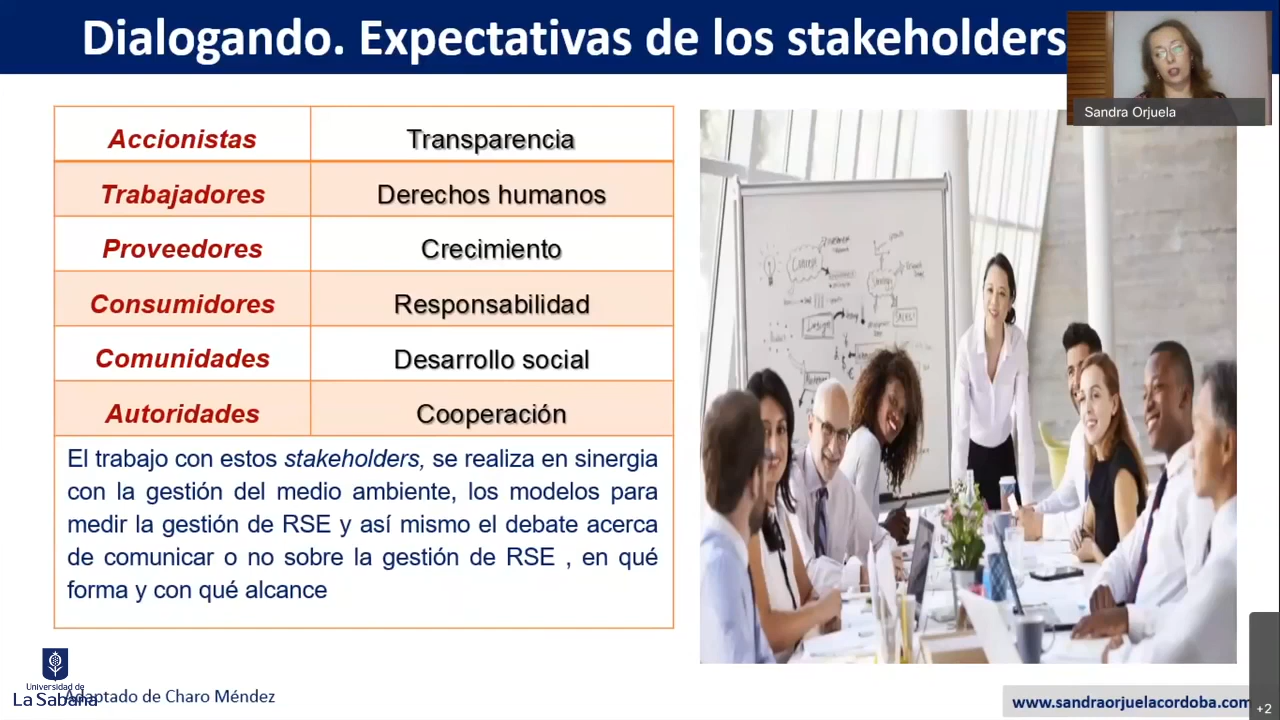 Dialogando. Expectativas de los stakeholders
Sandra Orjuela
Accionistas Transparencia
Trabajadores Derechos humanos
Proveedores Crecimiento
Consumidores Responsabilidad
Comunidades Desarrollo social
Autoridades Cooperación
El trabajo con estos stakeholders, se realiza en sinergia
con la gestión del medio ambiente, los modelos para
medir la gestión de RSE y así mismo el debate acerca
de comunicar o no sobre la gestión de RSE , en qué
forma y con qué alcance
Universidad de
La Sabana
Adaptado de Charo Méndez
www.sandraorjuelacordoba.com
+2